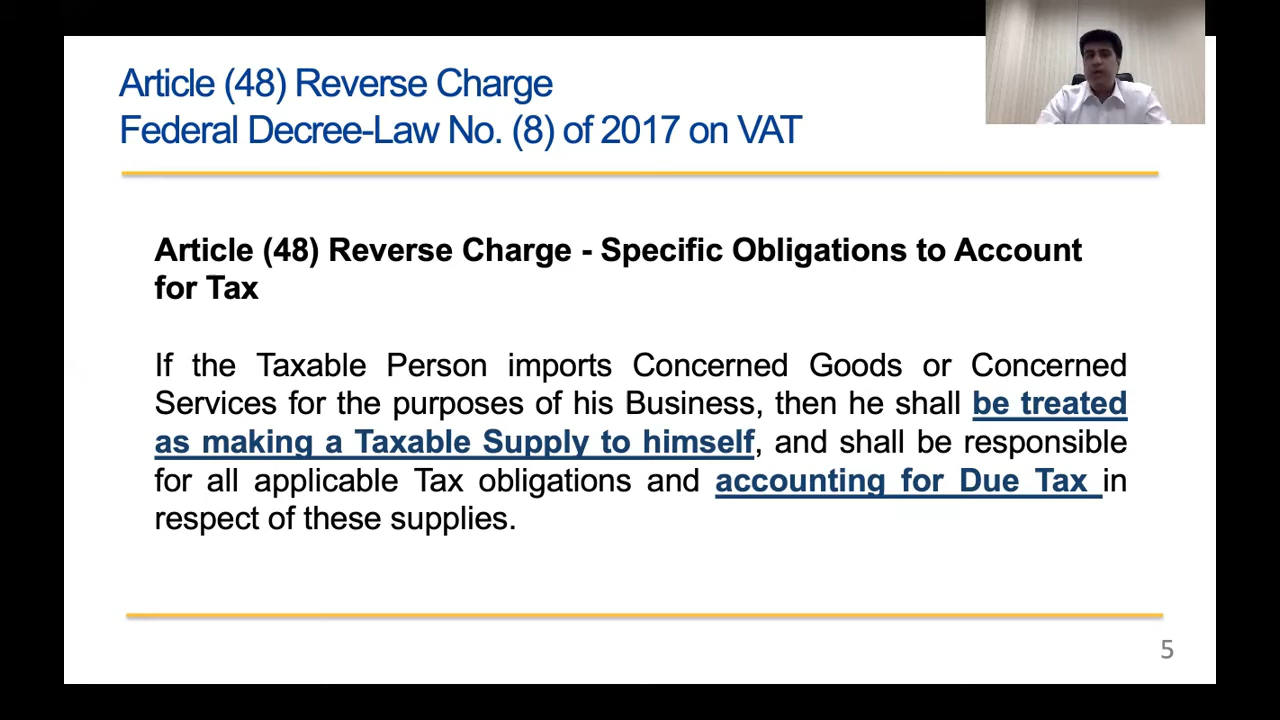 Article (48) Reverse Charge
Federal Decree-Law No. (8) of 2017 on VAT
Article (48) Reverse Charge - Specific Obligations to Account
for Tax
If the Taxable Person imports Concerned Goods or Concerned
Services for the purposes of his Business, then he shall be treated
as making a Taxable Supply to himself, and shall be responsible
for all applicable Tax obligations and accounting for Due Tax in
respect of these supplies.
5